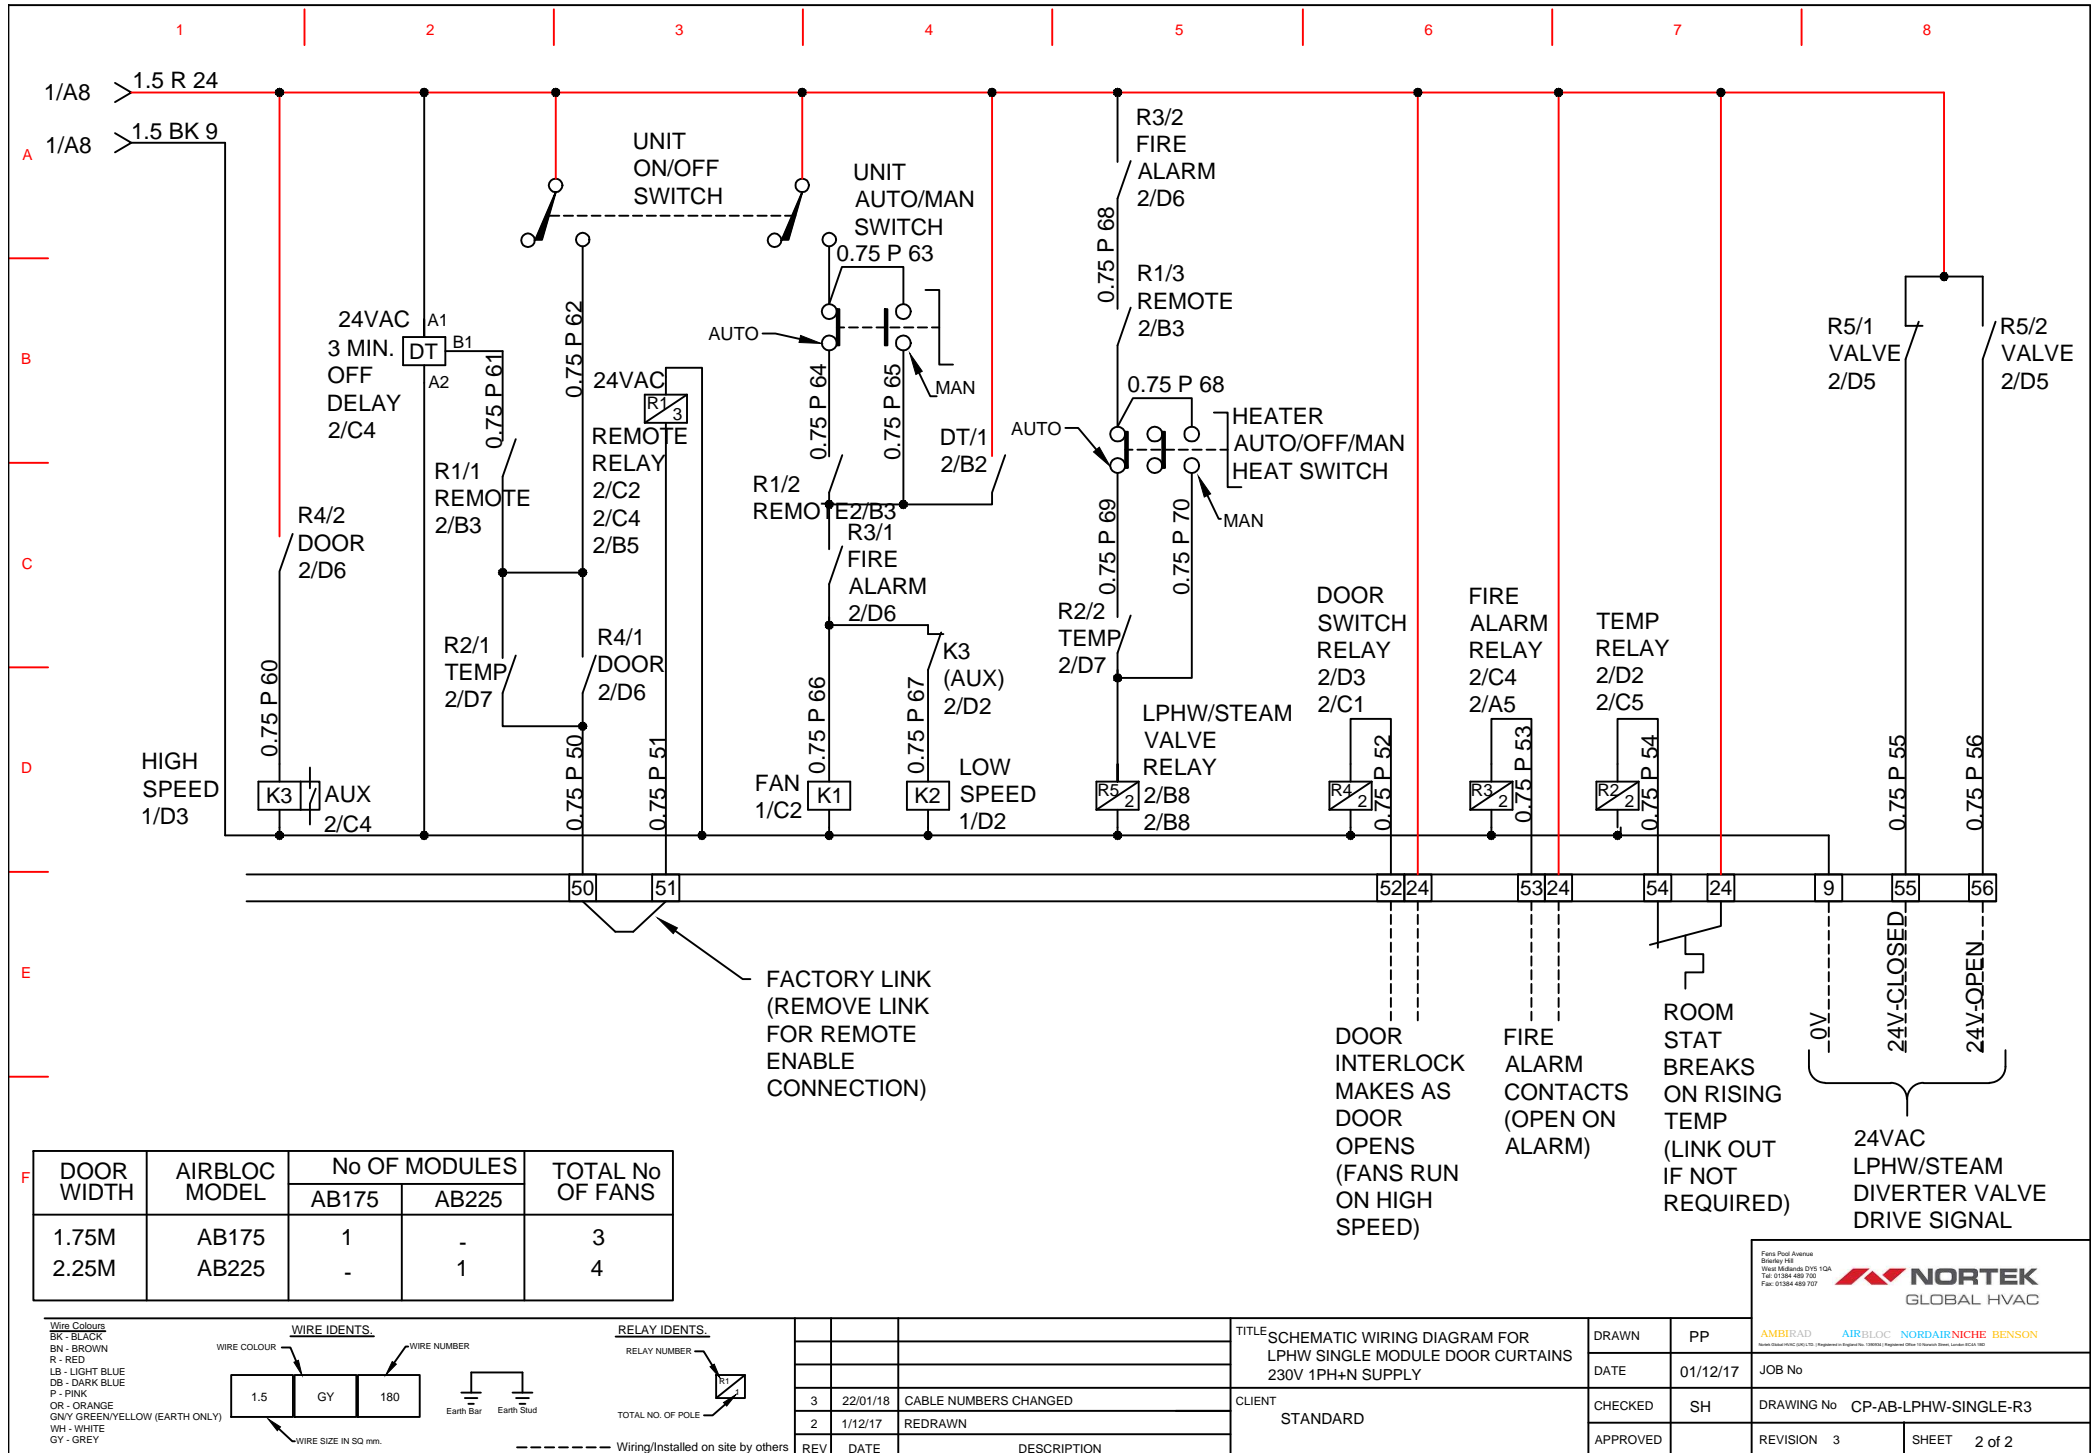 1
2
3
4
5
6
7
8
A
B
C
D
E
F
1/A8
1.5 R 24
1/A8
1.5 BK 9
UNIT
ON/OFF
SWITCH
UNIT
AUTO/MAN
SWITCH
0.75 P 63
R3/2
FIRE
ALARM
2/D6
0.75 P 68
R1/3
REMOTE
2/B3
24VAC
3 MIN.
OFF
DELAY
2/C4
A1
DT
B1
A2
0.75 P 61
0.75 P 62
24VAC
R1
3
REMOTE
RELAY
2/C2
2/C4
2/B5
AUTO
MAN
0.75 P 64
0.75 P 65
DT/1
2/B2
R1/2
REMOTE2/B3
AUTO
0.75 P 68
HEATER
AUTO/OFF/MAN
HEAT SWITCH
MAN
0.75 P 69
0.75 P 70
R5/1
VALVE
2/D5
R5/2
VALVE
2/D5
R4/2
DOOR
2/D6
R1/1
REMOTE
2/B3
R3/1
FIRE
ALARM
2/D6
R2/1
TEMP
2/D7
R4/1
DOOR
2/D6
K3
(AUX)
2/D2
R2/2
TEMP
2/D7
DOOR
SWITCH
RELAY
2/D3
2/C1
FIRE
ALARM
RELAY
2/C4
2/A5
TEMP
RELAY
2/D2
2/C5
HIGH
SPEED
1/D3
0.75 P 60
K3
AUX
2/C4
0.75 P 50
0.75 P 51
0.75 P 66
0.75 P 67
FAN
1/C2
K1
K2
LOW
SPEED
1/D2
LPHW/STEAM
VALVE
RELAY
2/B8
2/B8
R5
2
R4
2
0.75 P 52
R3
2
0.75 P 53
R2
2
0.75 P 54
0.75 P 55
0.75 P 56
50
51
52
24
53
24
54
24
9
55
56
FACTORY LINK
(REMOVE LINK
FOR REMOTE
ENABLE
CONNECTION)
DOOR
INTERLOCK
MAKES AS
DOOR
OPENS
(FANS RUN
ON HIGH
SPEED)
FIRE
ALARM
CONTACTS
(OPEN ON
ALARM)
ROOM
STAT
BREAKS
ON RISING
TEMP
(LINK OUT
IF NOT
REQUIRED)
0V
24V-CLOSED
24V-OPEN
24VAC
LPHW/STEAM
DIVERTER VALVE
DRIVE SIGNAL
DOOR WIDTH
AIRBLOC MODEL
No OF MODULES
AB175 AB225
TOTAL No OF FANS
1.75M AB175 1 - 3
2.25M AB225 - 1 4
Wire Colours
BK - BLACK
BN - BROWN
R - RED
LB - LIGHT BLUE
DB - DARK BLUE
P - PINK
OR - ORANGE
GN/Y GREEN/YELLOW (EARTH ONLY)
WH - WHITE
GY - GREY
WIRE IDENTS.
WIRE COLOUR
WIRE NUMBER
1.5 GY 180
WIRE SIZE IN SQ mm.
Earth Bar
Earth Stud
RELAY IDENTS.
RELAY NUMBER
R1
1
TOTAL NO. OF POLE
Wiring/Installed on site by others
3 22/01/18 CABLE NUMBERS CHANGED
2 1/12/17 REDRAWN
REV DATE DESCRIPTION
TITLE SCHEMATIC WIRING DIAGRAM FOR
LPHW SINGLE MODULE DOOR CURTAINS
230V 1PH+N SUPPLY
CLIENT
STANDARD
DRAWN PP
DATE 01/12/17
CHECKED SH
APPROVED
Fens Pool Avenue
Brierley Hill
West Midlands DY5 1QA
Tel: 01384 489 700
Fax: 01384 489 707
NORTEK
GLOBAL HVAC
AMBIRAD AIRBLOC NORDAIRNICHE BENSON
JOB No
DRAWING No CP-AB-LPHW-SINGLE-R3
REVISION 3
SHEET 2 of 2